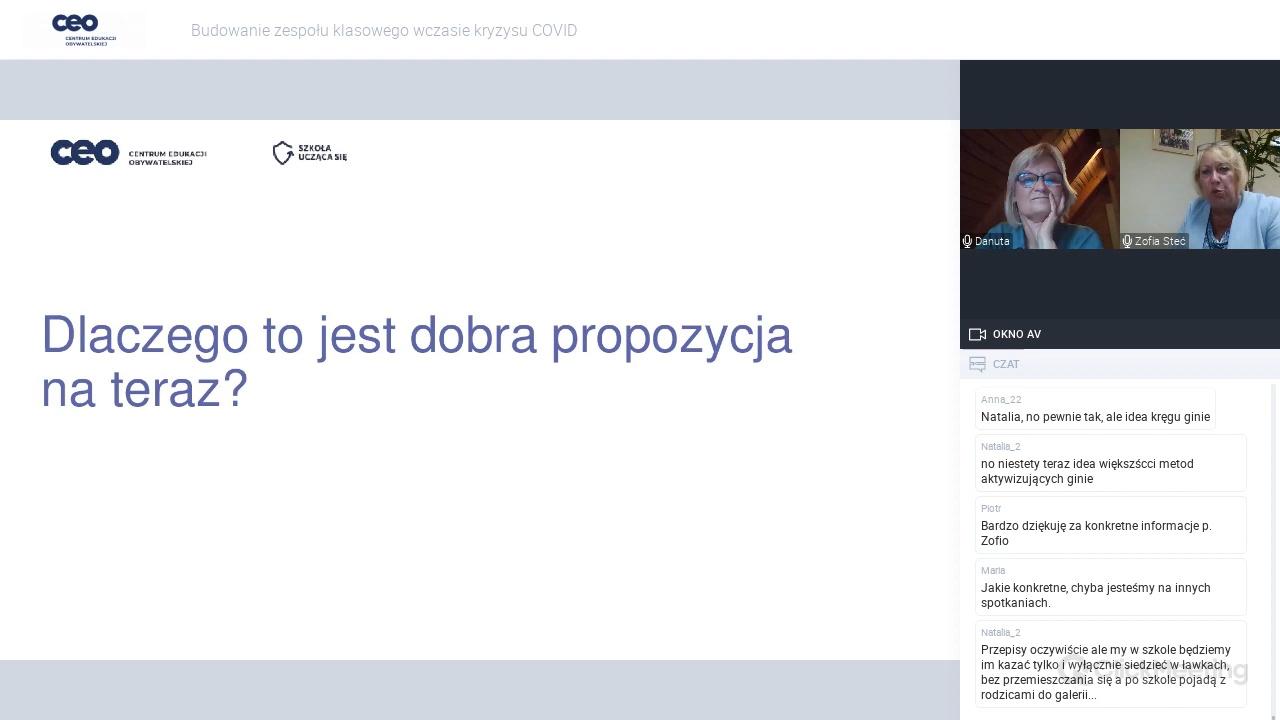 ceo
CENTRUM EDUKACJI
OBYWATELSKIEJ
Budowanie zespołu klasowego wczasie kryzysu COVID
ceo
CENTRUM EDUKACJI
OBYWATELSKIEJ
SZKOŁA
UCZĄCA SIĘ
Dlaczego to jest dobra propozycja
na teraz?
Danuta
Zofia Steć
OKNO AV
CZAT
Anna_22
Natalia, no pewnie tak, ale idea kręgu ginie
Natalia_2
no niestety teraz idea większścci metod
aktywizujących ginie
Piotr
Bardzo dziękuję za konkretne informacje p.
Zofio
Maria
Jakie konkretne, chyba jesteśmy na innych
spotkaniach.
Natalia_2
Przepisy oczywiście ale my w szkole będziemy
im kazać tylko i wyłącznie siedzieć w ławkach,
bez przemieszczania się a po szkole pojadą z
rodzicami do galerii...
ClickMeeting